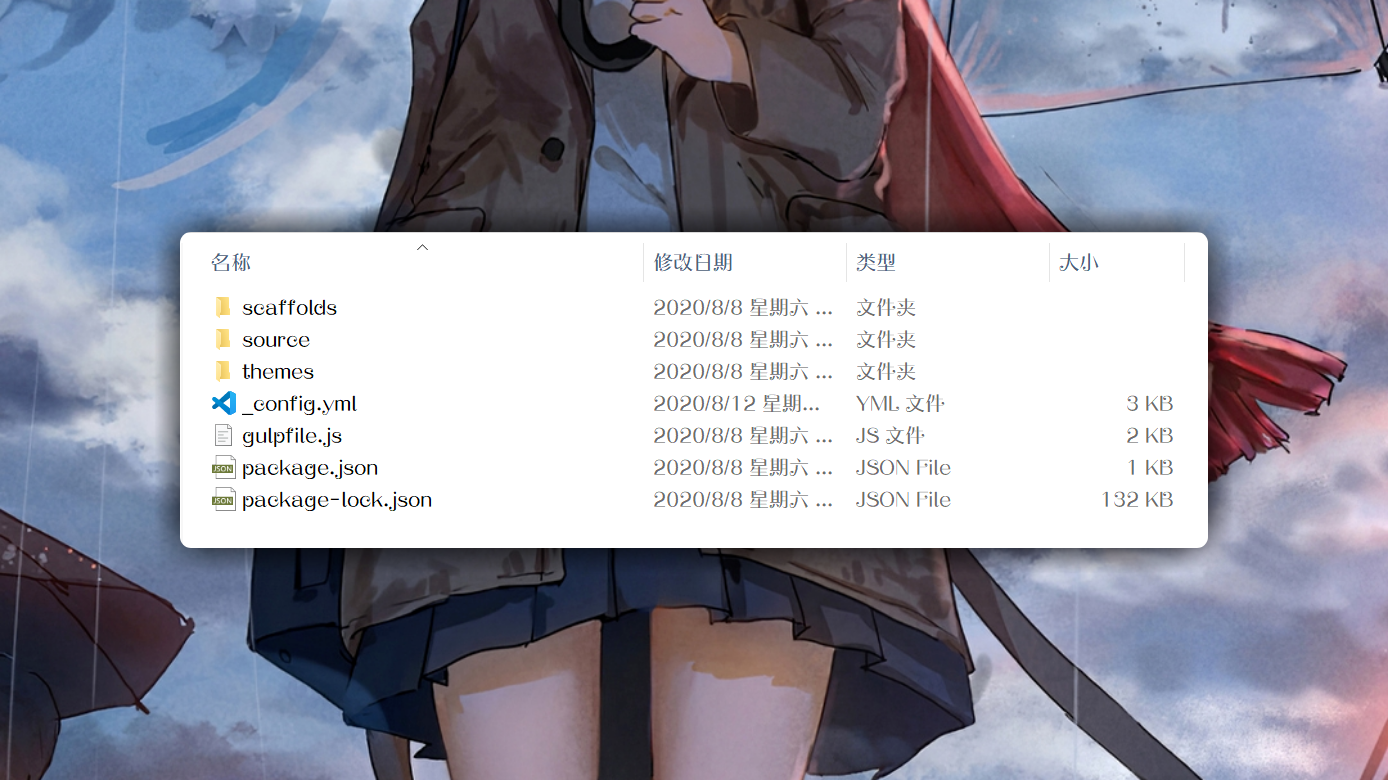 名称 修改日期 类型 大小
scaffolds 2020/8/8 星期六 ... 文件夹
source 2020/8/8 星期六 ... 文件夹
themes 2020/8/8 星期六 ... 文件夹
_config.yml 2020/8/12 星期... YML 文件 3 KB
gulpfile.js 2020/8/8 星期六 ... JS 文件 2 KB
JSON package.json 2020/8/8 星期六 ... JSON File 1 KB
JSON package-lock.json 2020/8/8 星期六 ... JSON File 132 KB